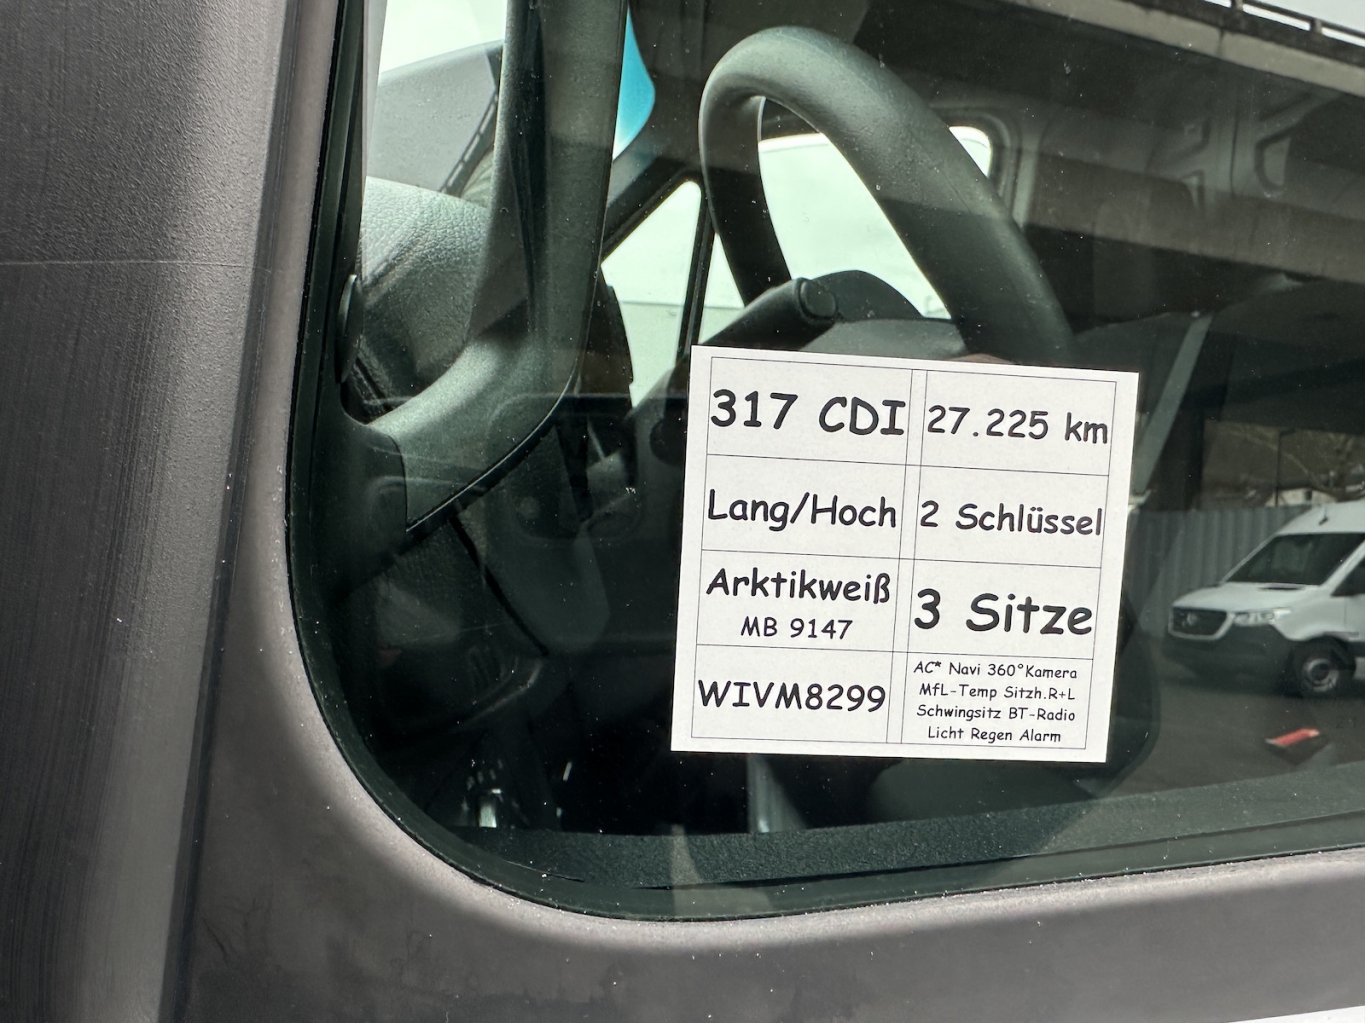 317 CDI
27.225 km
Lang/Hoch
2 Schlüssel
Arktikweiß
MB 9147
3 Sitze
WIVM8299
AC* Navi 360°Kamera
MfL-Temp Sitzh.R+L
Schwingsitz BT-Radio
Licht Regen Alarm